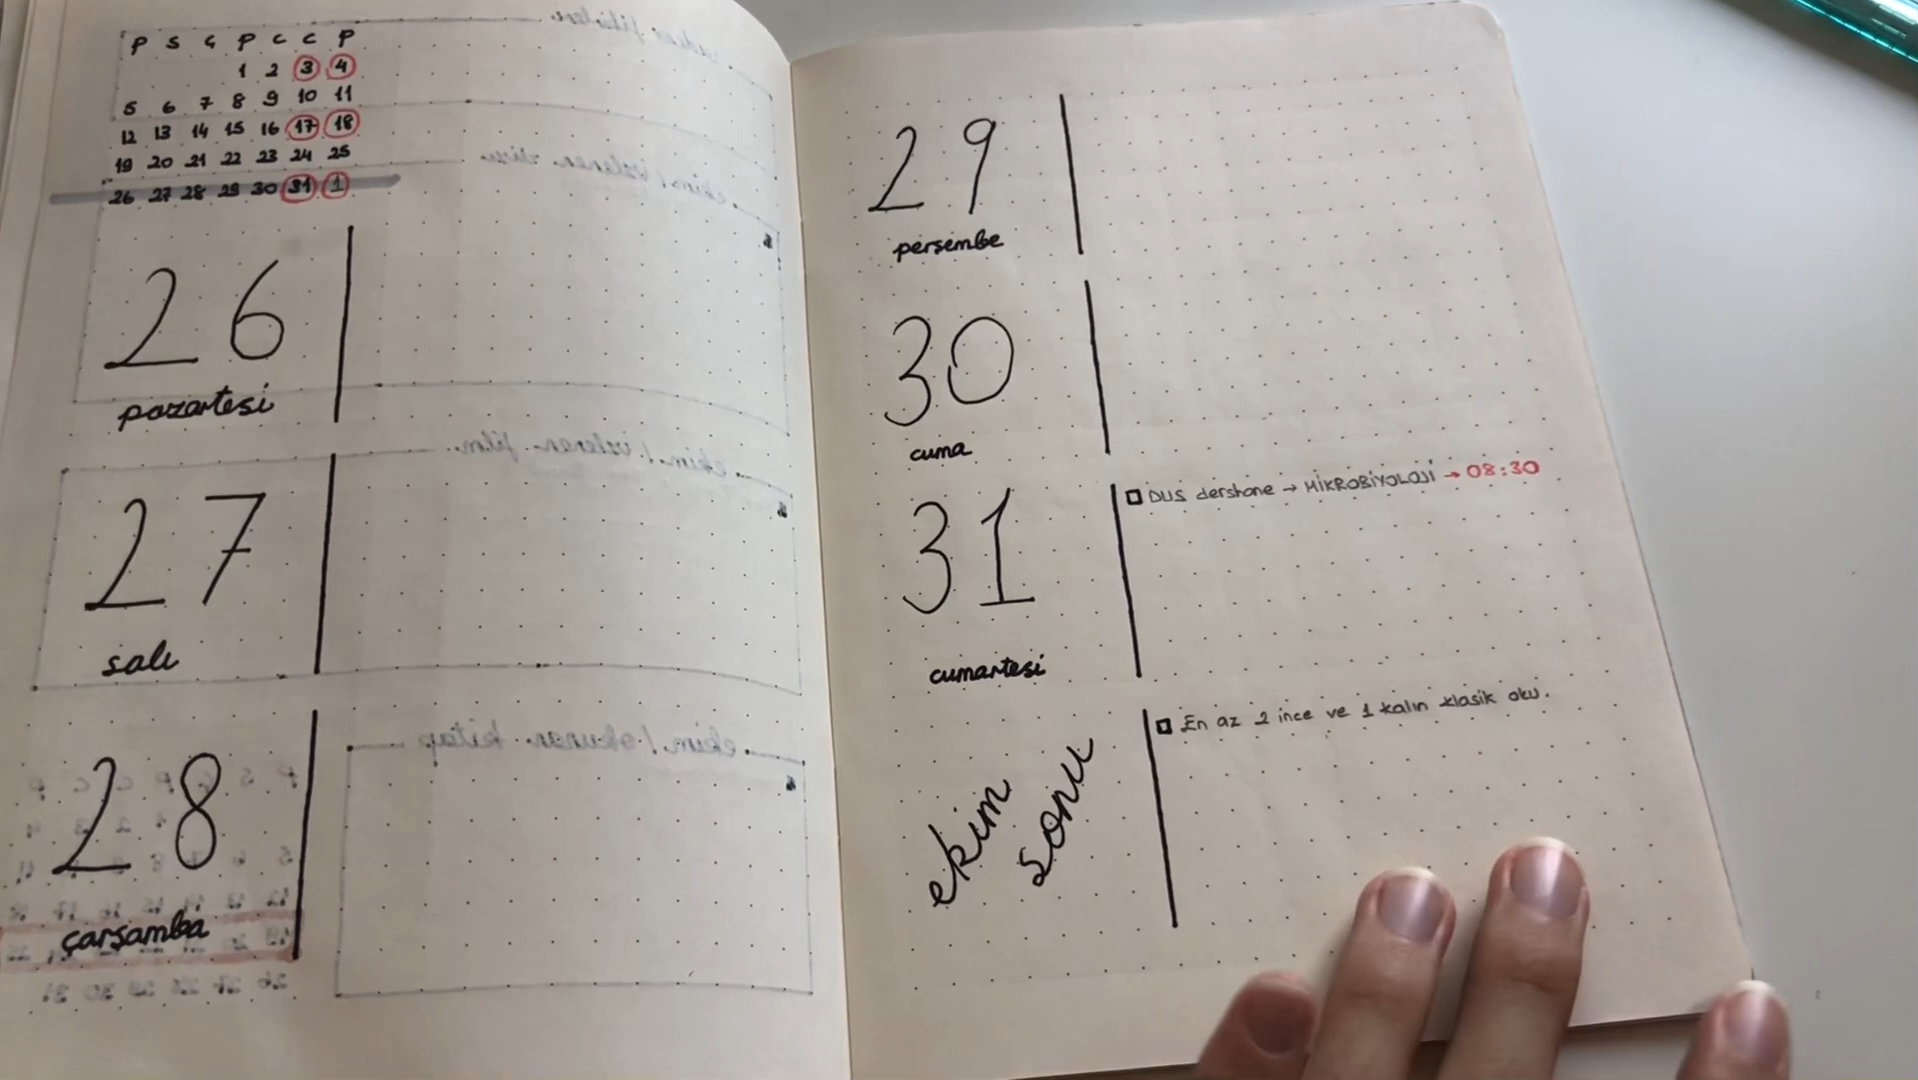 P S Ç P C C P
1 2 3 4
5 6 7 8 9 10 11
12 13 14 15 16 17 18
19 20 21 22 23 24 25
26 27 28 29 30 31 1
26
pazartesi
27
salı
28
çarşamba
29
persembe
30
cuma
31
cumartesi
DUS dershane → MİKROBİYOLOJİ → 08:30
ekim
sonu
En az 2 ince ve 1 kalın klasik oku.